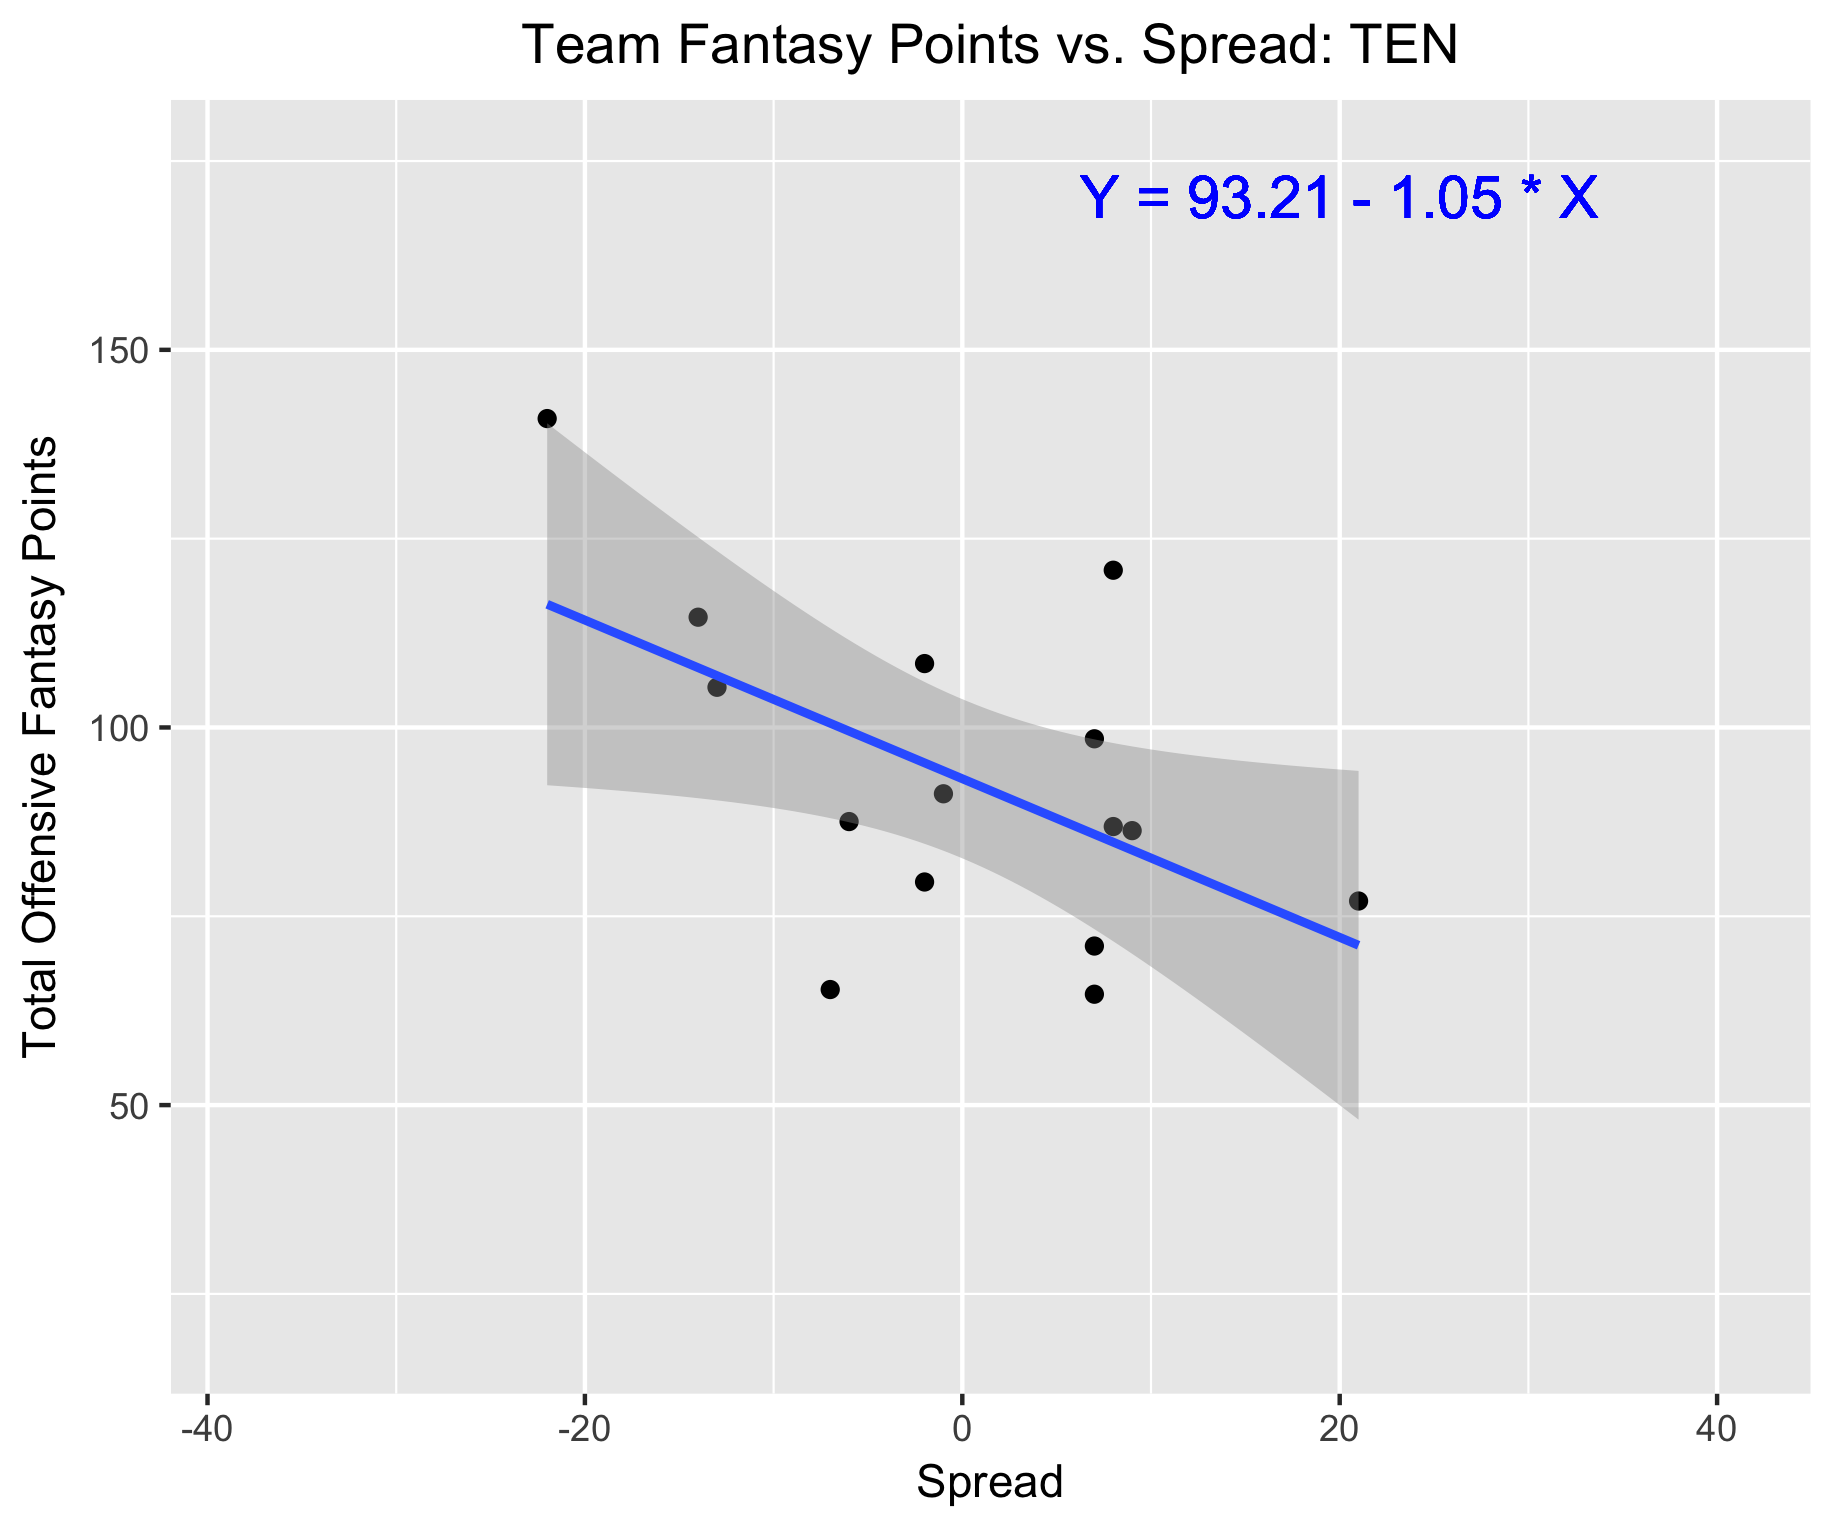 Team Fantasy Points vs. Spread: TEN
Y = 93.21 - 1.05 * X
Total Offensive Fantasy Points
150
100
50
-40
-20
0
20
40
Spread